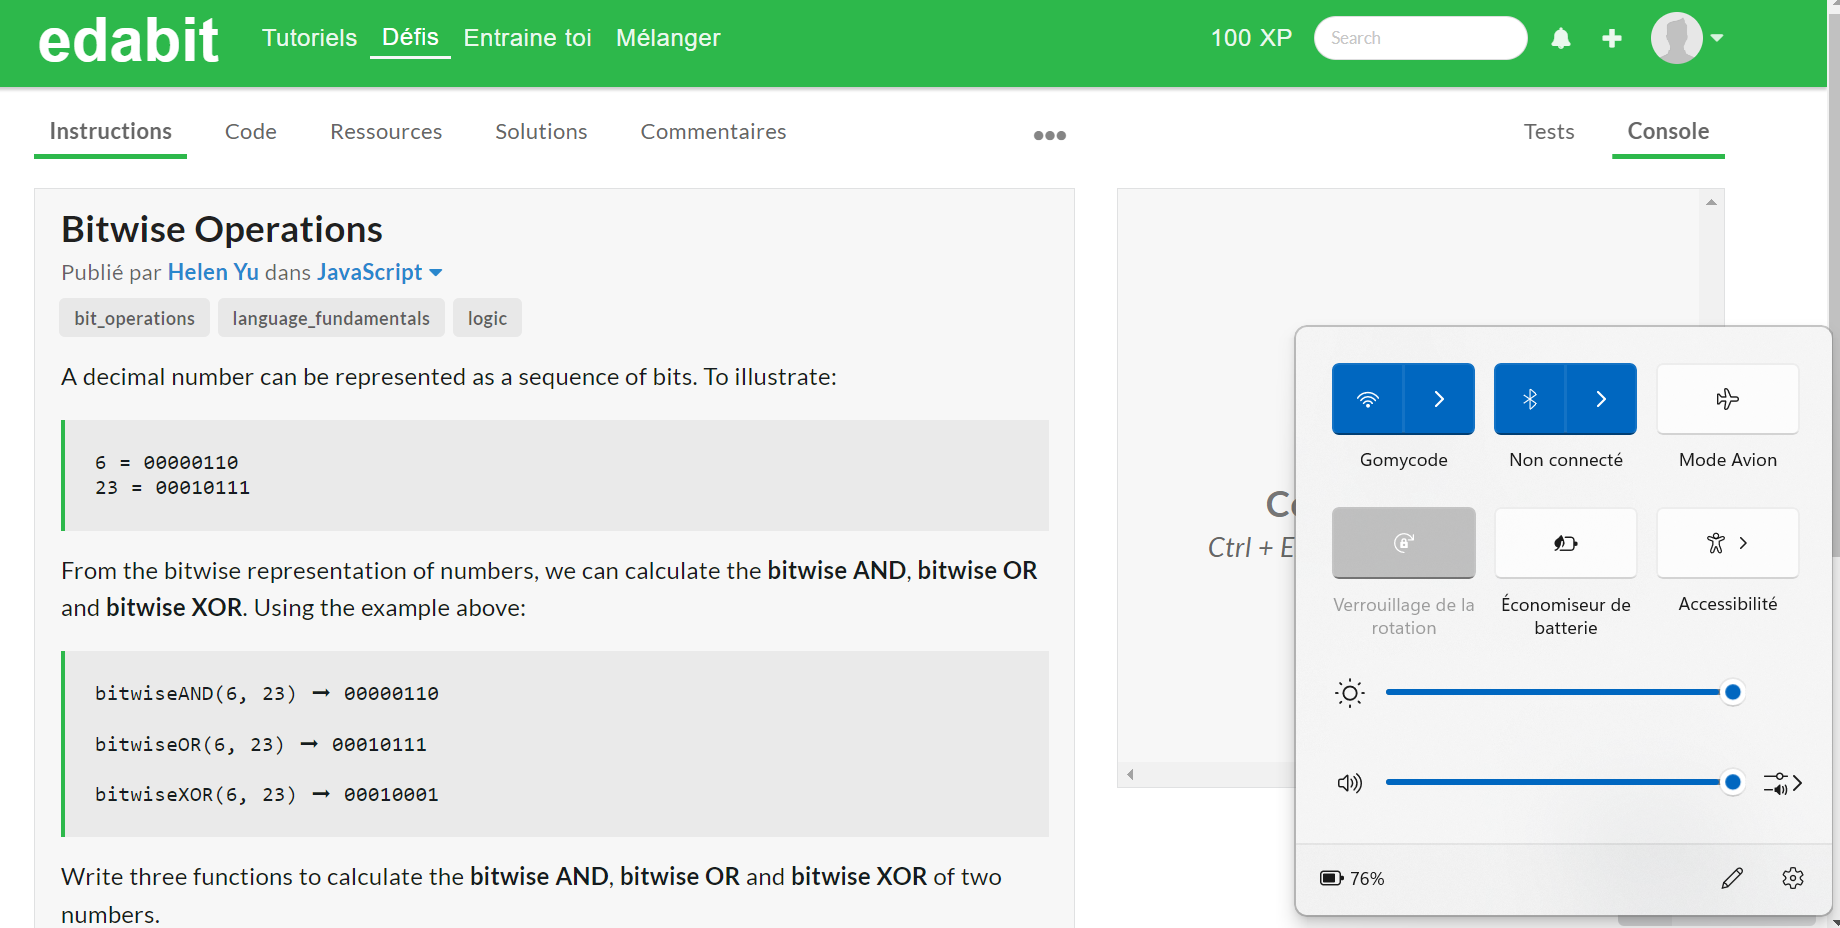 edabit
Tutoriels Défis Entraine toi Mélanger
100 XP
Search
Instructions Code Ressources Solutions Commentaires
Tests Console
Bitwise Operations
Publié par Helen Yu dans JavaScript
bit_operations language_fundamentals logic
A decimal number can be represented as a sequence of bits. To illustrate:
6 = 00000110
23 = 00010111
From the bitwise representation of numbers, we can calculate the bitwise AND, bitwise OR
and bitwise XOR. Using the example above:
bitwiseAND(6, 23) ➞ 00000110
bitwiseOR(6, 23) ➞ 00010111
bitwiseXOR(6, 23) ➞ 00010001
Write three functions to calculate the bitwise AND, bitwise OR and bitwise XOR of two
numbers.
Ctrl + E
Gomycode
Non connecté
Mode Avion
Verrouillage de la
rotation
Économiseur de
batterie
Accessibilité
76%